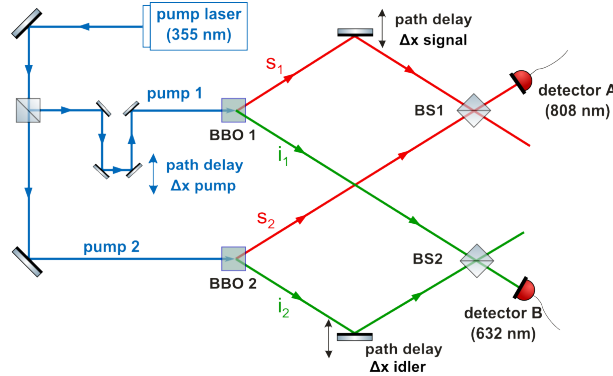 pump laser
(355 nm)
path delay
Δx signal
s1
pump 1
BBO 1
BS1
detector A
(808 nm)
path delay
Δx pump
i1
s2
pump 2
BBO 2
BS2
i2
detector B
(632 nm)
path delay
Δx idler